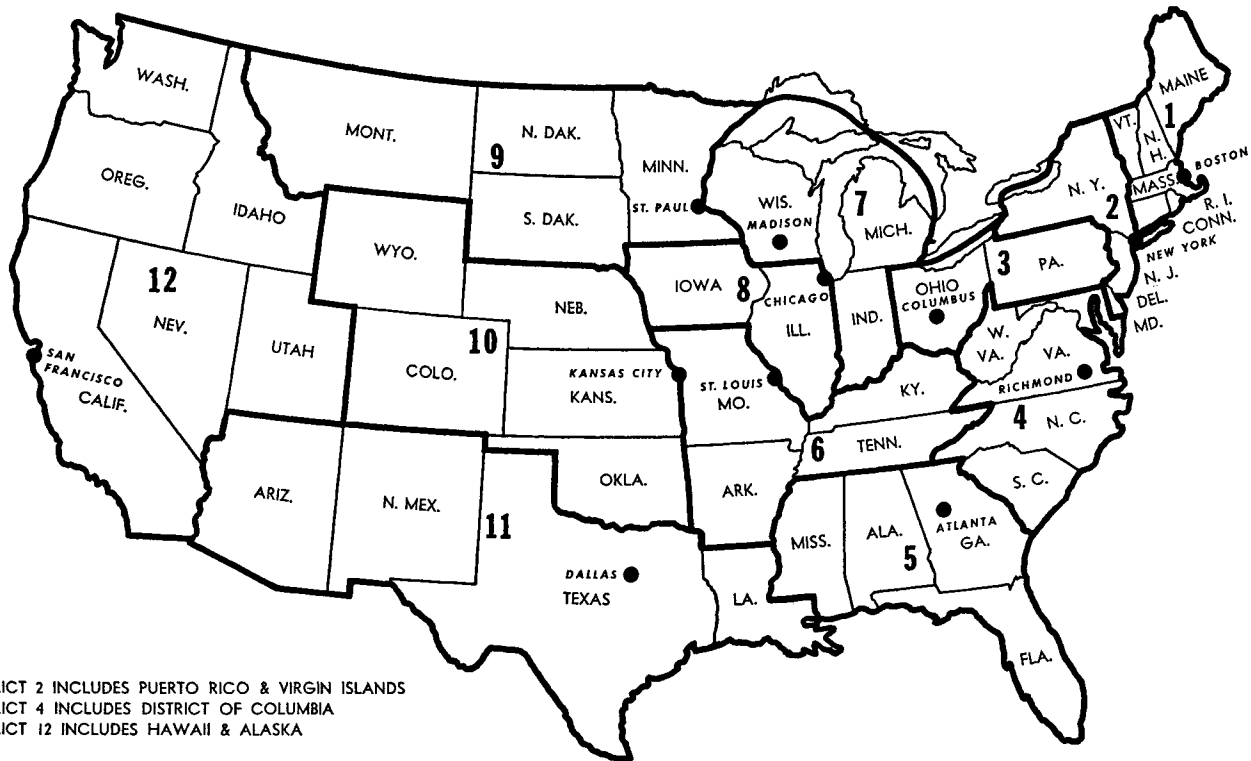 WASH.
MONT.
N. DAK.
9
MINN.
OREG.
IDAHO
S. DAK.
ST. PAUL
WYO.
WIS.
MADISON
7
MICH.
MAINE
VT.
1
N.
H.
BOSTON
MASS.
N. Y.
2
R. I.
CONN.
NEW YORK
N. J.
DEL.
MD.
3
PA.
12
NEV.
UTAH
10
COLO.
NEB.
IOWA
8
CHICAGO
ILL.
IND.
OHIO
COLUMBUS
W.
VA.
VA.
RICHMOND
SAN
FRANCISCO
CALIF.
KANSAS CITY
KANS.
ST. LOUIS
MO.
KY.
4
N. C.
6
TENN.
S. C.
ARIZ.
N. MEX.
11
OKLA.
ARK.
MISS.
ALA.
5
ATLANTA
GA.
DALLAS
TEXAS
LA.
FLA.
ICT 2 INCLUDES PUERTO RICO & VIRGIN ISLANDS
ICT 4 INCLUDES DISTRICT OF COLUMBIA
ICT 12 INCLUDES HAWAII & ALASKA